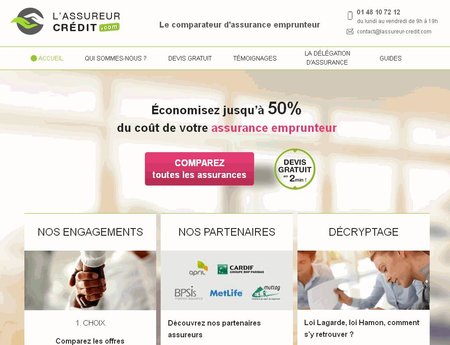 L'ASSUREUR
CRÉDIT.com
Le comparateur d'assurance emprunteur
01 48 10 72 12
du lundi au vendredi de 9h à 19h
contact@lassureur-credit.com
ACCUEIL
QUI SOMMES-NOUS ?
DEVIS GRATUIT
TÉMOIGNAGES
LA DÉLÉGATION
D'ASSURANCE
GUIDES
Économisez jusqu'à 50%
du coût de votre assurance emprunteur
COMPAREZ
toutes les assurances
DEVIS
GRATUIT
en
2min !
NOS ENGAGEMENTS
1. CHOIX
Comparez les offres
NOS PARTENAIRES
april
CARDIF
GROUPE BNP PARIBAS
BPSis
MetLife
mutlog
Découvrez nos partenaires
assureurs
DÉCRYPTAGE
Loi Lagarde, loi Hamon, comment
s'y retrouver ?